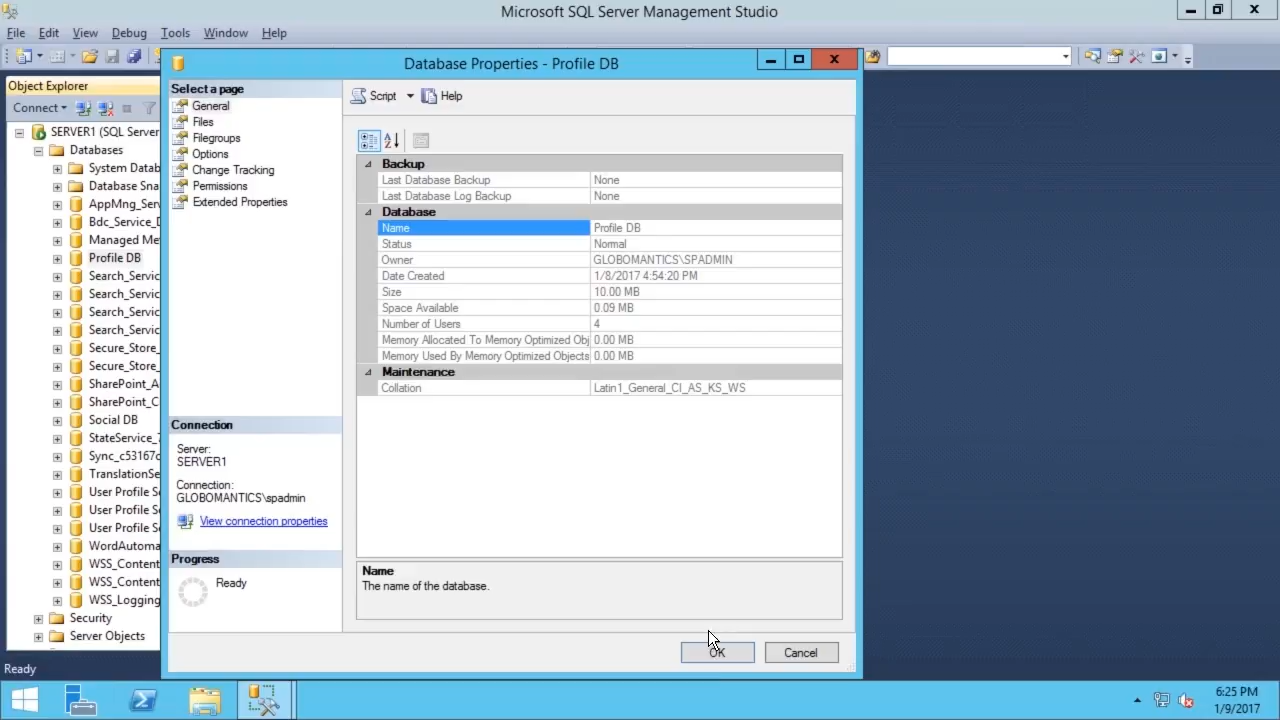 Microsoft SQL Server Management Studio
File Edit View Debug Tools Window Help
Database Properties - Profile DB
Object Explorer
Connect
SERVER1 (SQL Server
Databases
System Datab
Database Sna
AppMng_Serv
Bdc_Service_D
Managed Me
Profile DB
Search_Servic
Search_Servic
Search_Servic
Search_Servic
Secure_Store_
Secure_Store_
SharePoint_A
SharePoint_C
Social DB
StateService_7
Sync_c53167c
TranslationSe
User Profile Se
User Profile Se
User Profile Se
WordAutoma
WSS_Content
WSS_Content
WSS_Logging
Security
Server Objects
Select a page
General
Files
Filegroups
Options
Change Tracking
Permissions
Extended Properties
Connection
Server:
SERVER1
Connection:
GLOBOMANTICS\spadmin
View connection properties
Progress
Ready
Script Help
Backup
Last Database Backup None
Last Database Log Backup None
Database
Name Profile DB
Status Normal
Owner GLOBOMANTICS\SPADMIN
Date Created 1/8/2017 4:54:20 PM
Size 10.00 MB
Space Available 0.09 MB
Number of Users 4
Memory Allocated To Memory Optimized Obj 0.00 MB
Memory Used By Memory Optimized Objects 0.00 MB
Maintenance
Collation Latin1_General_CI_AS_KS_WS
Name
The name of the database.
OK Cancel
Ready
6:25 PM
1/9/2017